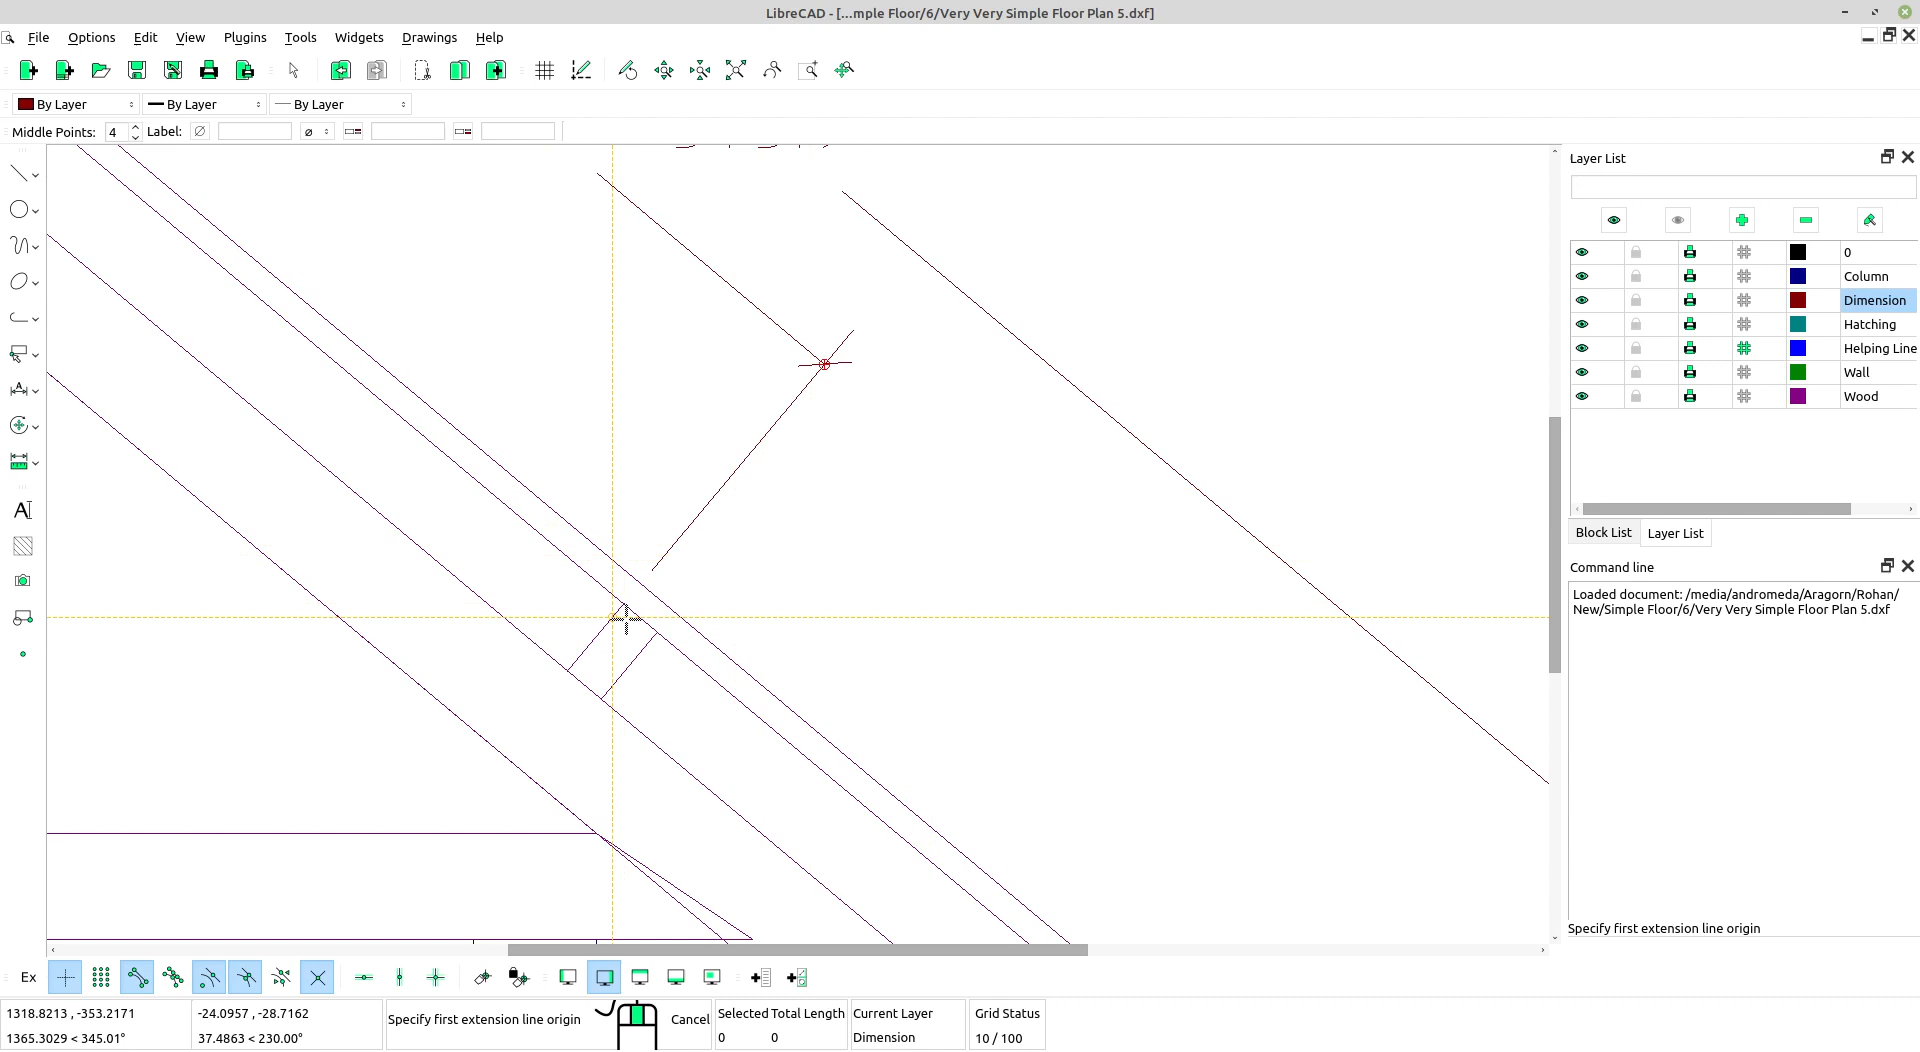 LibreCAD - [...mple Floor/6/Very Very Simple Floor Plan 5.dxf]
File Options Edit View Plugins Tools Widgets Drawings Help
By Layer By Layer By Layer
Middle Points: 4 Label: ⌀ ⌀
Layer List
0
Column
Dimension
Hatching
Helping Line
Wall
Wood
Block List Layer List
Command line
Loaded document: /media/andromeda/Aragorn/Rohan/
New/Simple Floor/6/Very Very Simple Floor Plan 5.dxf
Specify first extension line origin
Ex
1318.8213 , -353.2171
1365.3029 < 345.01°
-24.0957 , -28.7162
37.4863 < 230.00°
Specify first extension line origin
Cancel
Selected Total Length
0 0
Current Layer
Dimension
Grid Status
10 / 100